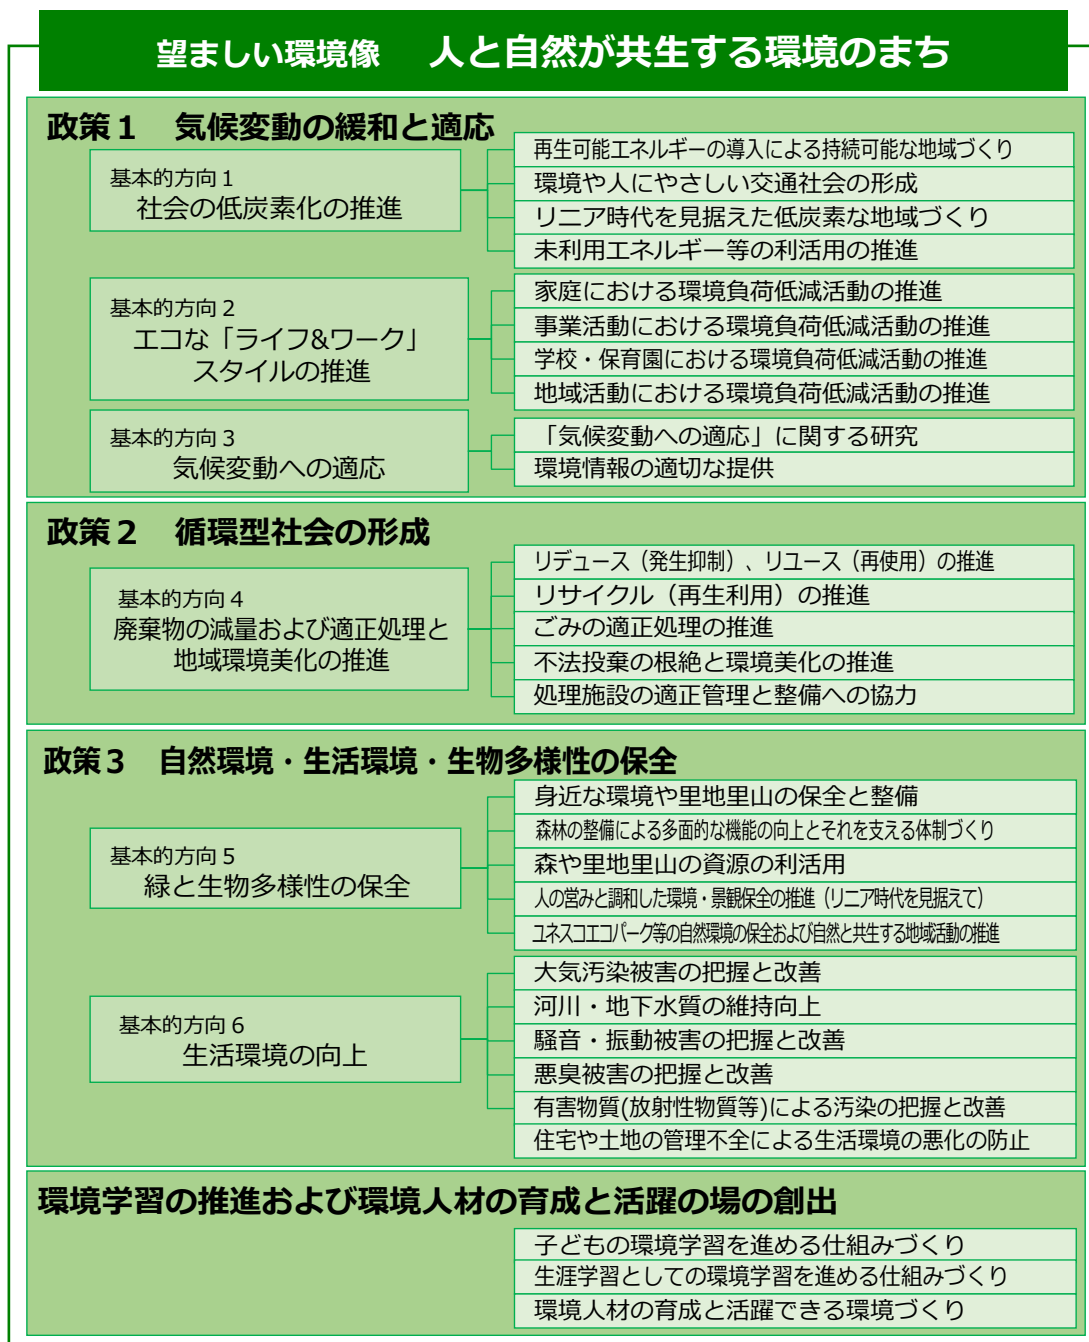 望ましい環境像　人と自然が共生する環境のまち
政策１　気候変動の緩和と適応
基本的方向１
社会の低炭素化の推進
再生可能エネルギーの導入による持続可能な地域づくり
環境や人にやさしい交通社会の形成
リニア時代を見据えた低炭素な地域づくり
未利用エネルギー等の利活用の推進
基本的方向２
エコな「ライフ&ワーク」
スタイルの推進
家庭における環境負荷低減活動の推進
事業活動における環境負荷低減活動の推進
学校・保育園における環境負荷低減活動の推進
地域活動における環境負荷低減活動の推進
基本的方向３
気候変動への適応
「気候変動への適応」に関する研究
環境情報の適切な提供
政策２　循環型社会の形成
基本的方向４
廃棄物の減量および適正処理と
地域環境美化の推進
リデュース（発生抑制）、リユース（再使用）の推進
リサイクル（再生利用）の推進
ごみの適正処理の推進
不法投棄の根絶と環境美化の推進
処理施設の適正管理と整備への協力
政策３　自然環境・生活環境・生物多様性の保全
基本的方向５
緑と生物多様性の保全
身近な環境や里地里山の保全と整備
森林の整備による多面的な機能の向上とそれを支える体制づくり
森や里地里山の資源の利活用
人の営みと調和した環境・景観保全の推進（リニア時代を見据えて）
ユネスコエコパーク等の自然環境の保全および自然と共生する地域活動の推進
基本的方向６
生活環境の向上
大気汚染被害の把握と改善
河川・地下水質の維持向上
騒音・振動被害の把握と改善
悪臭被害の把握と改善
有害物質(放射性物質等)による汚染の把握と改善
住宅や土地の管理不全による生活環境の悪化の防止
環境学習の推進および環境人材の育成と活躍の場の創出
子どもの環境学習を進める仕組みづくり
生涯学習としての環境学習を進める仕組みづくり
環境人材の育成と活躍できる環境づくり